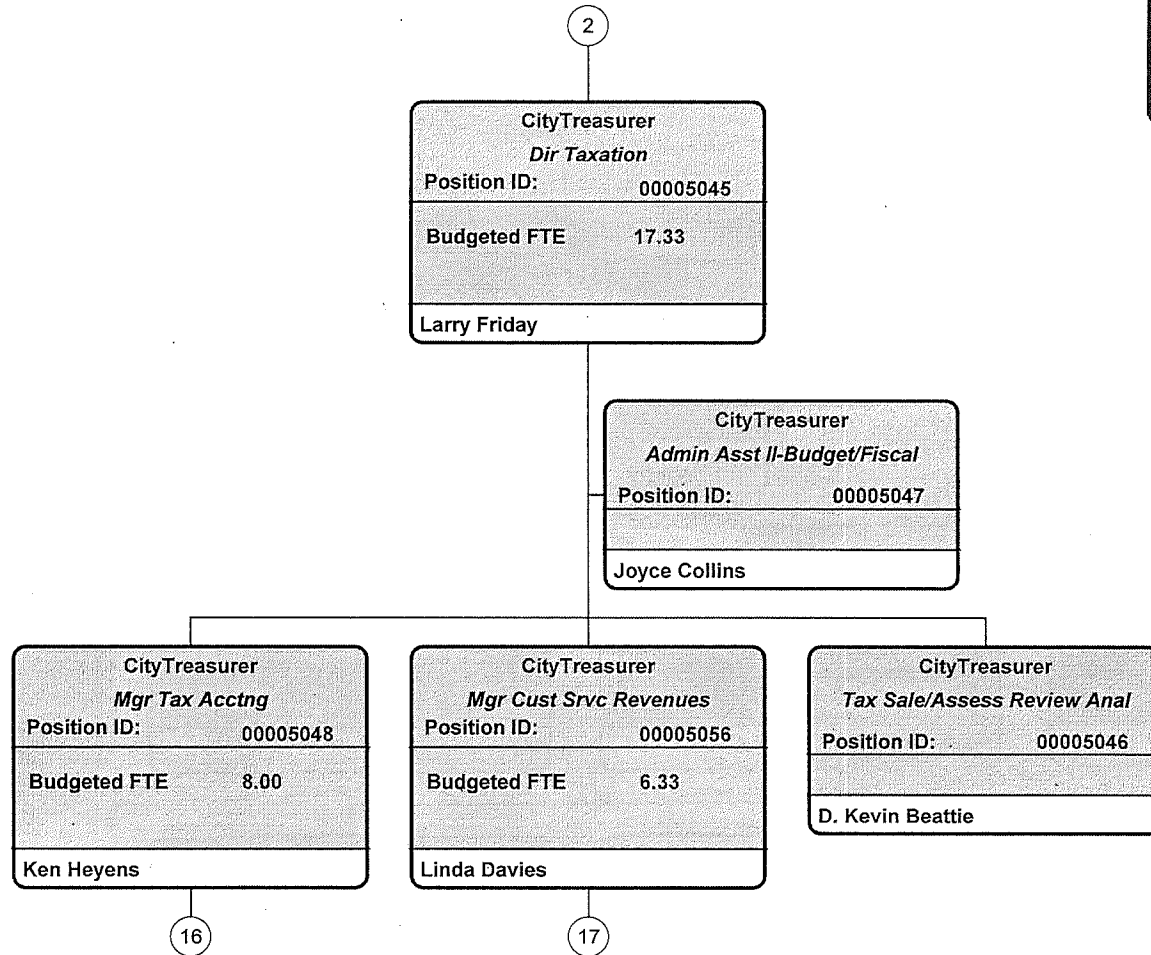 2
CityTreasurer
Dir Taxation
Position ID: 00005045
Budgeted FTE 17.33
Larry Friday
CityTreasurer
Admin Asst II-Budget/Fiscal
Position ID: 00005047
Joyce Collins
CityTreasurer
Mgr Tax Acctng
Position ID: 00005048
Budgeted FTE 8.00
Ken Heyens
16
CityTreasurer
Mgr Cust Srvc Revenues
Position ID: 00005056
Budgeted FTE 6.33
Linda Davies
17
CityTreasurer
Tax Sale/Assess Review Anal
Position ID: 00005046
D. Kevin Beattie